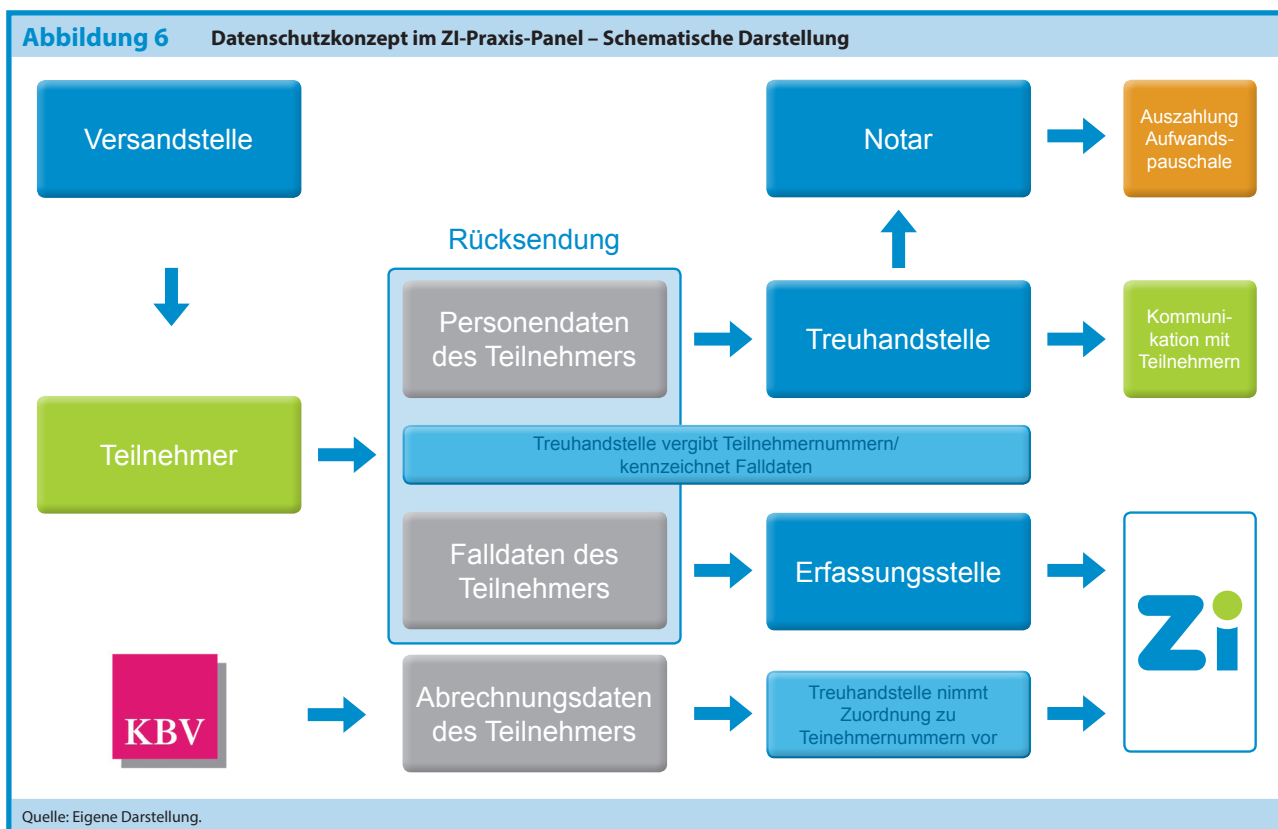 Abbildung 6 Datenschutzkonzept im ZI-Praxis-Panel – Schematische Darstellung
Versandstelle
Notar
Auszahlung
Aufwands-
pauschale
Rücksendung
Personendaten
des Teilnehmers
Treuhandstelle
Kommuni-
kation mit
Teilnehmern
Teilnehmer
Treuhandstelle vergibt Teilnehmernummern/
kennzeichnet Falldaten
Falldaten des
Teilnehmers
Erfassungsstelle
Zi
KBV
Abrechnungsdaten
des Teilnehmers
Treuhandstelle nimmt
Zuordnung zu
Teinehmernummern vor
Quelle: Eigene Darstellung.